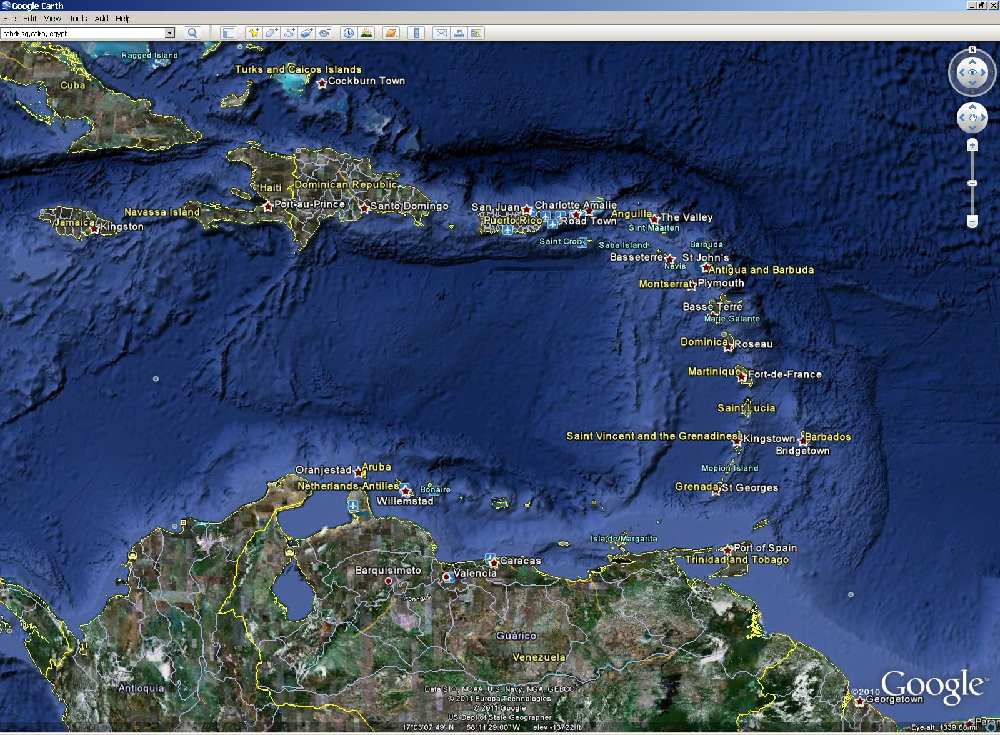 Google Earth
File Edit View Tools Add Help
tahrir sq,cairo, egypt
N
Ragged Island
Turks and Caicos Islands
Cockburn Town
Cuba
Haiti
Dominican Republic
Port-au-Prince
Santo Domingo
Navassa Island
Jamaica
Kingston
San Juan
Charlotte Amalie
Puerto Rico
Road Town
Anguilla
The Valley
Sint Maarten
Saint Croix
Saba Island
Barbuda
Basseterre
St John's
Nevis
Antigua and Barbuda
Montserrat
Plymouth
Basse Terre
Marie Galante
Dominica
Roseau
Martinique
Fort-de-France
Saint Lucia
Saint Vincent and the Grenadines
Kingstown
Barbados
Bridgetown
Mopion Island
Oranjestad
Aruba
Netherlands Antilles
Bonaire
Willemstad
Grenada
St Georges
Isla de Margarita
Port of Spain
Trinidad and Tobago
Caracas
Barquisimeto
Valencia
Troncal 5
Guárico
Venezuela
Antioquia
Data SIO, NOAA, U.S. Navy, NGA, GEBCO
© 2011 Europa Technologies
© 2011 Google
US Dept of State Geographer
©2010 Google™
Georgetown
17°03'07.49" N 68°11'29.00" W elev -13722 ft
Eye alt 1339.68 mi